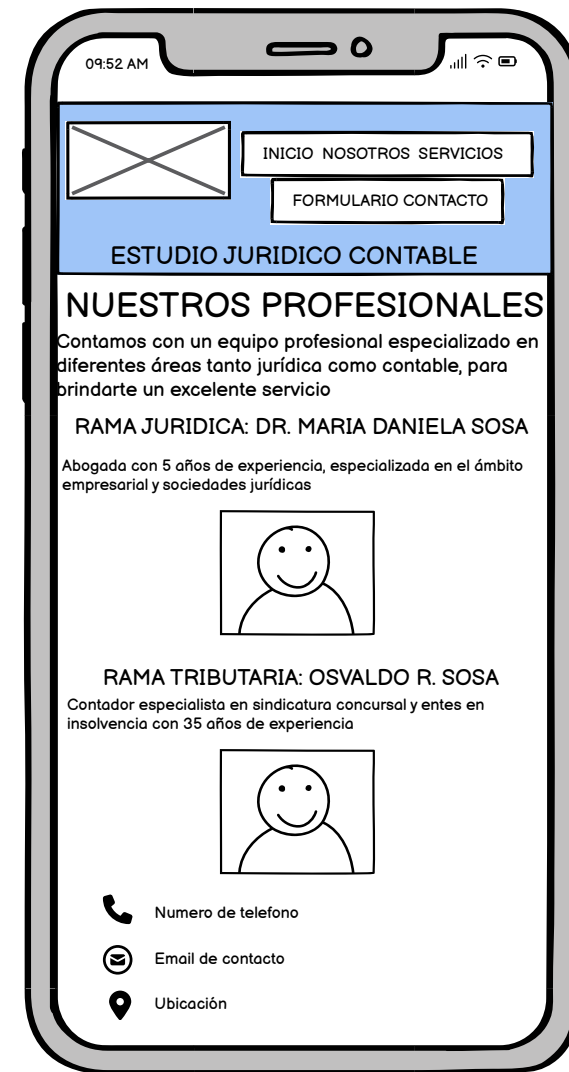 09:52 AM
INICIO NOSOTROS SERVICIOS
FORMULARIO CONTACTO
ESTUDIO JURIDICO CONTABLE
NUESTROS PROFESIONALES
Contamos con un equipo profesional especializado en
diferentes áreas tanto jurídica como contable, para
brindarte un excelente servicio
RAMA JURIDICA: DR. MARIA DANIELA SOSA
Abogada con 5 años de experiencia, especializada en el ámbito
empresarial y sociedades jurídicas
RAMA TRIBUTARIA: OSVALDO R. SOSA
Contador especialista en sindicatura concursal y entes en
insolvencia con 35 años de experiencia
Numero de telefono
Email de contacto
Ubicación